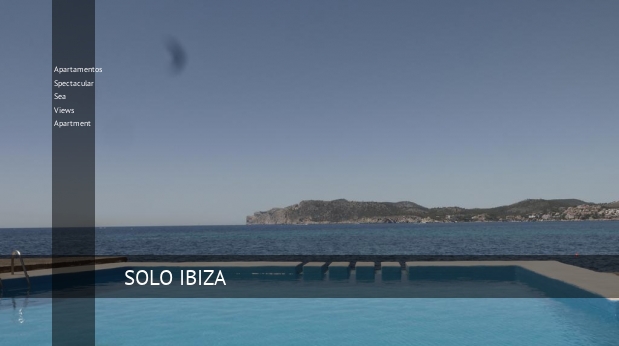 Apartamentos
Spectacular
Sea
Views
Apartment
SOLO IBIZA